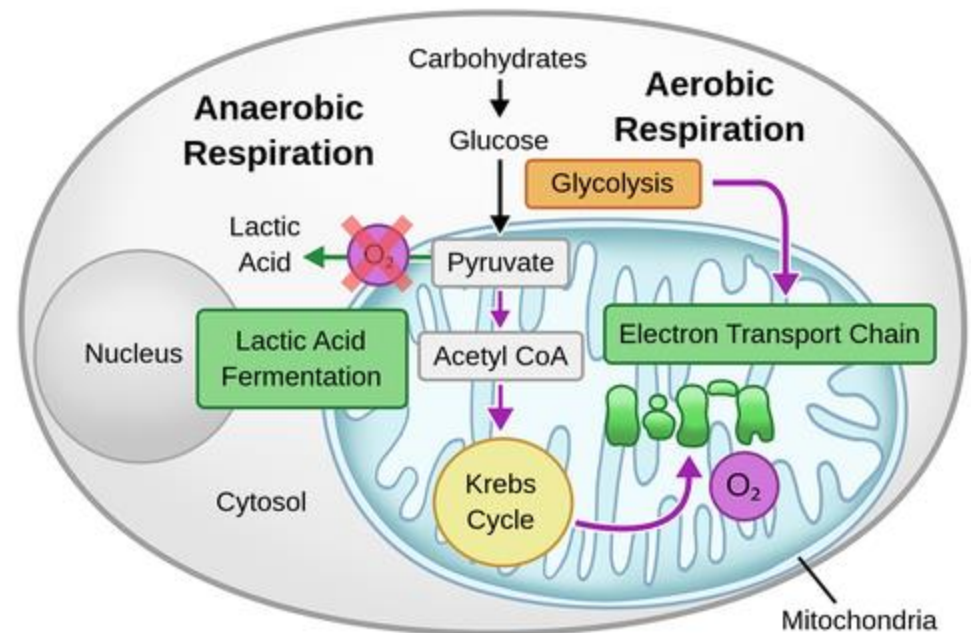 Carbohydrates
Anaerobic
Respiration
Aerobic
Respiration
Glucose
Glycolysis
Lactic
Acid
O₂
Pyruvate
Nucleus
Lactic Acid
Fermentation
Acetyl CoA
Electron Transport Chain
Krebs
Cycle
O₂
Cytosol
Mitochondria